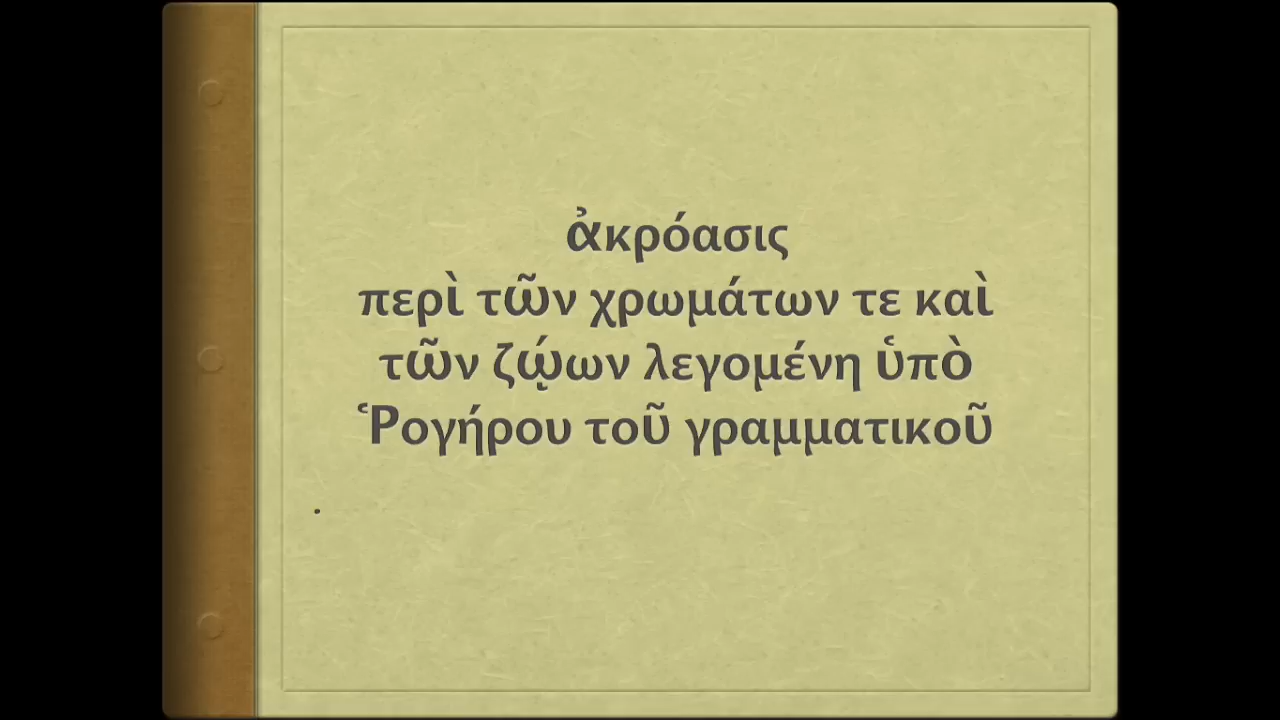 ἀκρόασις
περὶ τῶν χρωμάτων τε καὶ
τῶν ζῴων λεγομένη ὑπὸ
Ῥογήρου τοῦ γραμματικοῦ
.